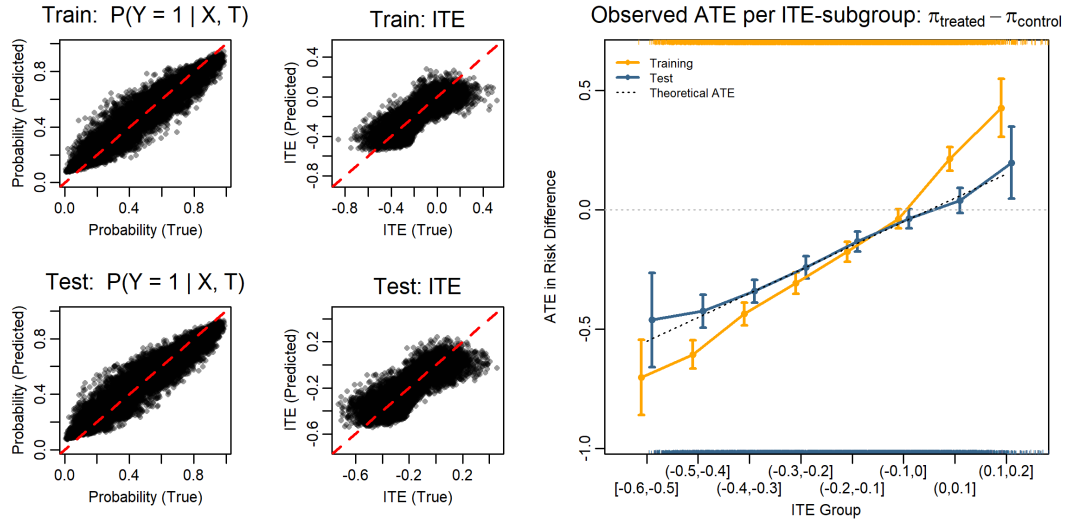 Train: P(Y = 1 | X, T)
Probability (Predicted)
0.0 0.4 0.8
0.0 0.4 0.8
Probability (True)
Train: ITE
ITE (Predicted)
-0.8 -0.4 0.0 0.4
-0.8 -0.4 0.0 0.4
ITE (True)
Test: P(Y = 1 | X, T)
Probability (Predicted)
0.0 0.4 0.8
0.0 0.4 0.8
Probability (True)
Test: ITE
ITE (Predicted)
-0.6 -0.2 0.2
-0.6 -0.2 0.2
ITE (True)
Observed ATE per ITE-subgroup: πtreated − πcontrol
Training
Test
Theoretical ATE
ATE in Risk Difference
-1.0 -0.5 0.0 0.5
(-0.5,-0.4] (-0.3,-0.2] (-0.1,0] (0.1,0.2]
[-0.6,-0.5] (-0.4,-0.3] (-0.2,-0.1] (0,0.1]
ITE Group